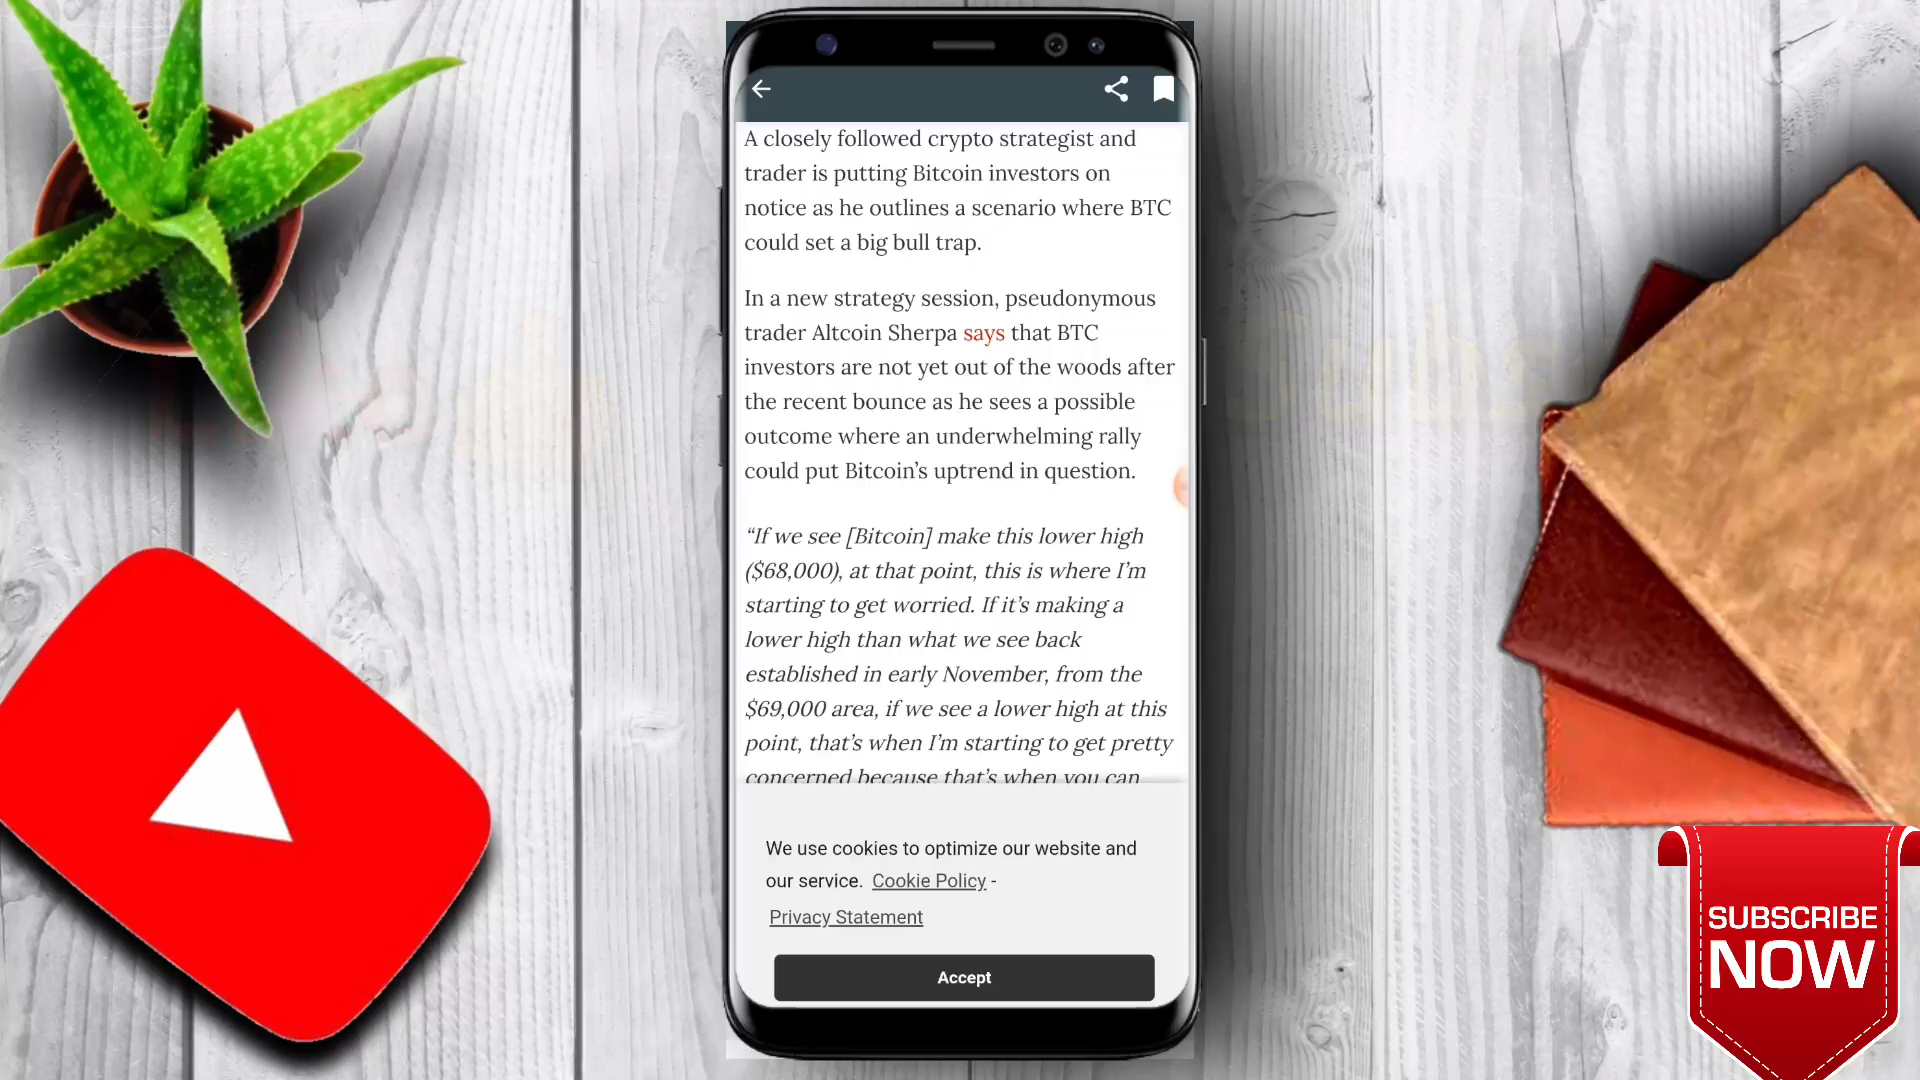 A closely followed crypto strategist and
trader is putting Bitcoin investors on
notice as he outlines a scenario where BTC
could set a big bull trap.
In a new strategy session, pseudonymous
trader Altcoin Sherpa says that BTC
investors are not yet out of the woods after
the recent bounce as he sees a possible
outcome where an underwhelming rally
could put Bitcoin’s uptrend in question.
“If we see [Bitcoin] make this lower high
($68,000), at that point, this is where I’m
starting to get worried. If it’s making a
lower high than what we see back
established in early November, from the
$69,000 area, if we see a lower high at this
point, that’s when I’m starting to get pretty
concerned because that’s when you can
We use cookies to optimize our website and
our service. Cookie Policy -
Privacy Statement
Accept
SUBSCRIBE
NOW